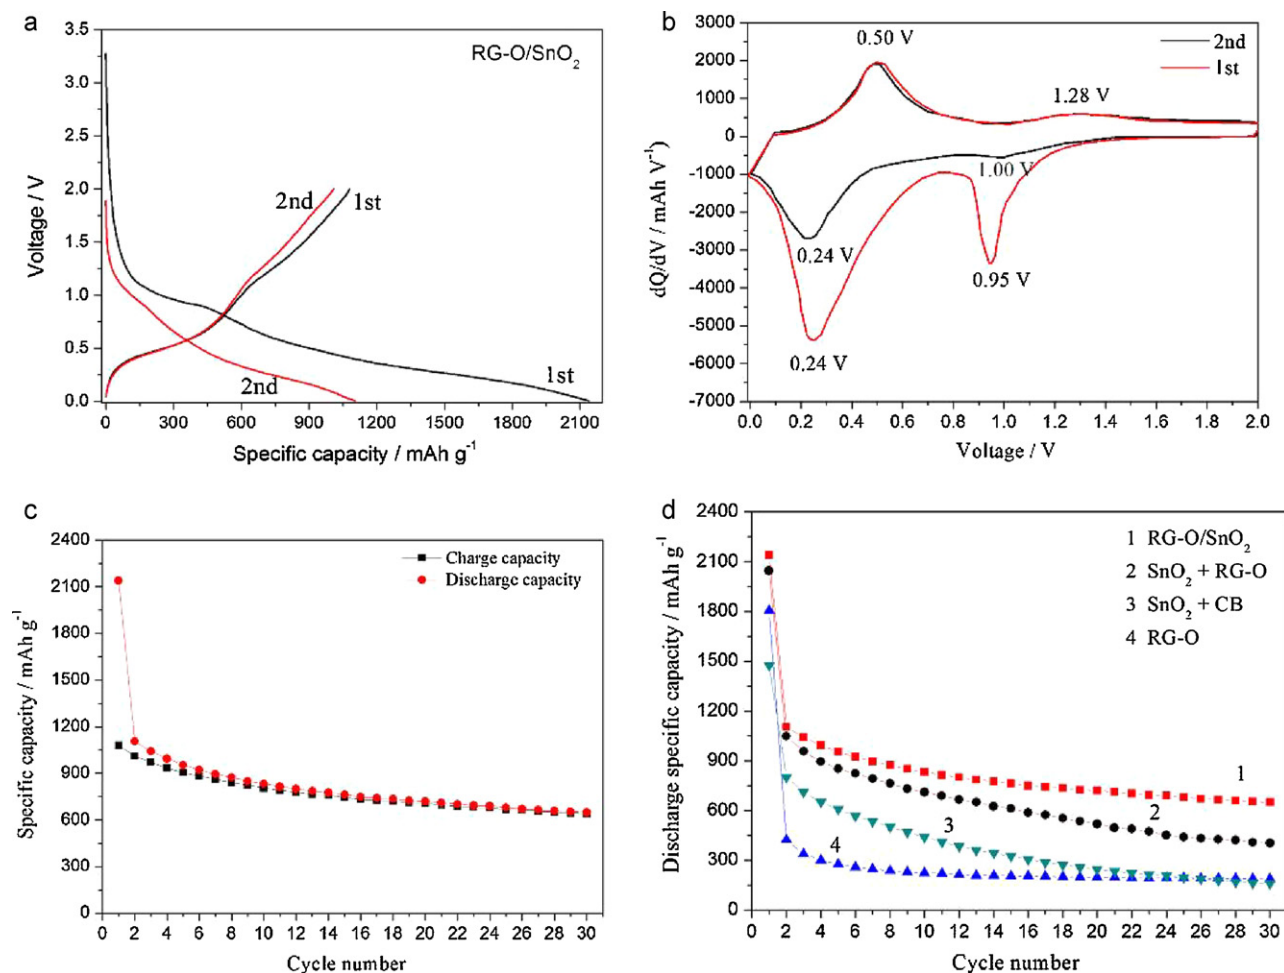 a
RG-O/SnO₂
3.5
3.0
2.5
2.0
1.5
1.0
0.5
0.0
Voltage / V
2nd
1st
2nd
1st
0 300 600 900 1200 1500 1800 2100
Specific capacity / mAh g⁻¹
b
3000
2000
1000
0
-1000
-2000
-3000
-4000
-5000
-6000
-7000
dQ/dV / mAh V⁻¹
0.50 V
2nd
1st
1.28 V
1.00 V
0.24 V
0.95 V
0.24 V
0.0 0.2 0.4 0.6 0.8 1.0 1.2 1.4 1.6 1.8 2.0
Voltage / V
c
2400
2100
1800
1500
1200
900
600
300
0
Specific capacity / mAh g⁻¹
Charge capacity
Discharge capacity
0 2 4 6 8 10 12 14 16 18 20 22 24 26 28 30
Cycle number
d
2400
2100
1800
1500
1200
900
600
300
0
Discharge specific capacity / mAh g⁻¹
1 RG-O/SnO₂
2 SnO₂ + RG-O
3 SnO₂ + CB
4 RG-O
1
2
3
4
0 2 4 6 8 10 12 14 16 18 20 22 24 26 28 30
Cycle number